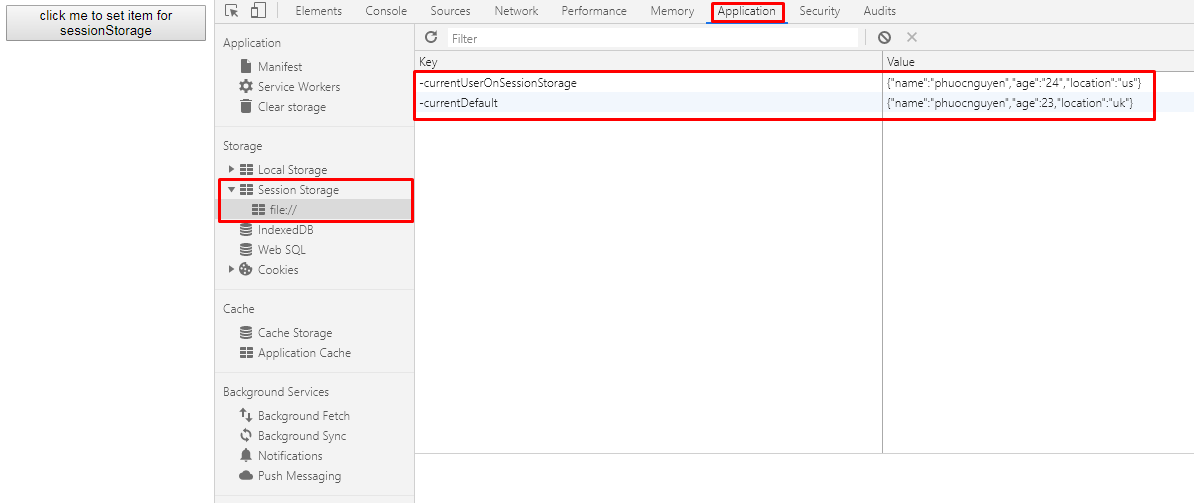 click me to set item for
sessionStorage
Elements Console Sources Network Performance Memory Application Security Audits
Application
Manifest
Service Workers
Clear storage
Storage
Local Storage
Session Storage
file://
IndexedDB
Web SQL
Cookies
Cache
Cache Storage
Application Cache
Background Services
Background Fetch
Background Sync
Notifications
Push Messaging
Filter
Key Value
-currentUserOnSessionStorage {"name":"phuocnguyen","age":"24","location":"us"}
-currentDefault {"name":"phuocnguyen","age":23,"location":"uk"}